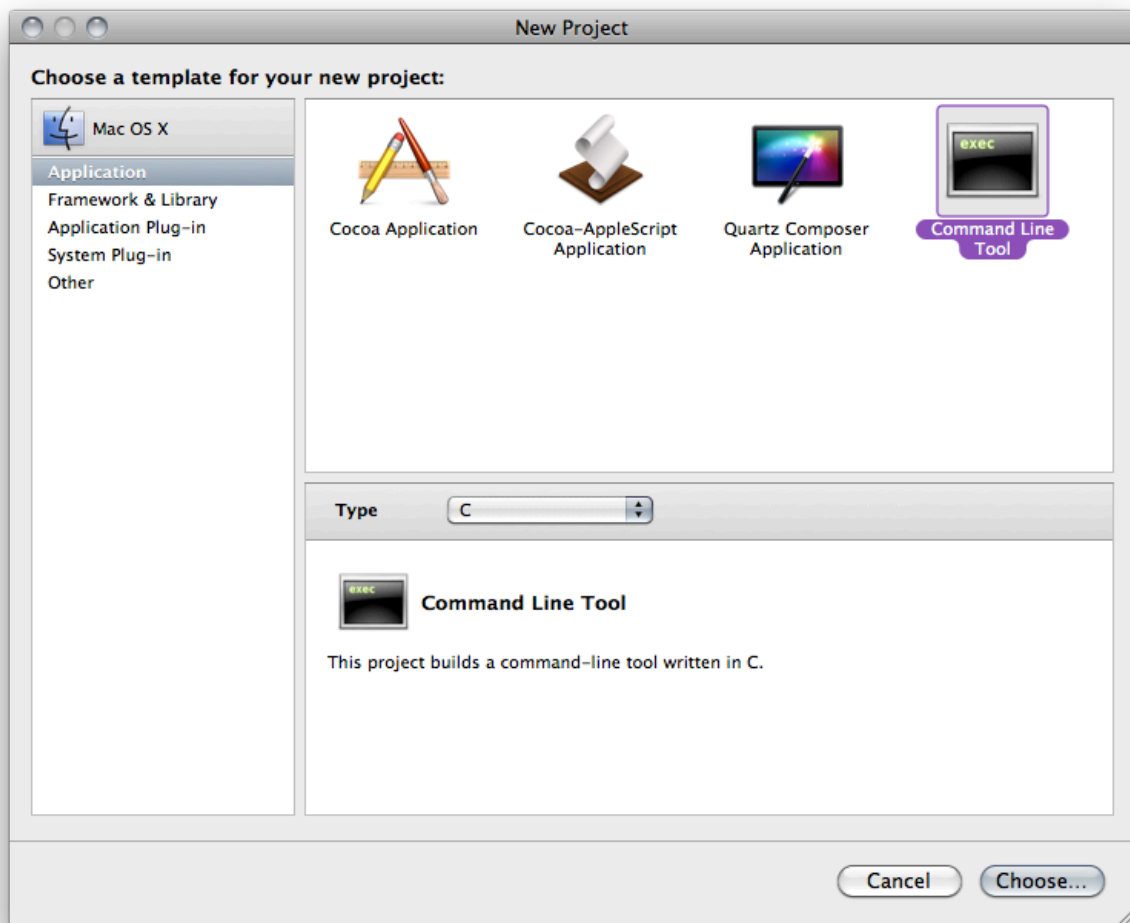 New Project
Choose a template for your new project:
Mac OS X
Application
Framework & Library
Application Plug-in
System Plug-in
Other
Cocoa Application
Cocoa-AppleScript
Application
Quartz Composer
Application
exec
Command Line
Tool
Type
C
exec
Command Line Tool
This project builds a command-line tool written in C.
Cancel
Choose...